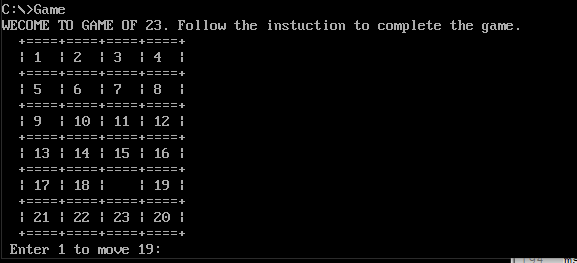 C:\>Game
WECOME TO GAME OF 23. Follow the instuction to complete the game.
+====+====+====+====+
¦ 1 ¦ 2 ¦ 3 ¦ 4 ¦
+====+====+====+====+
¦ 5 ¦ 6 ¦ 7 ¦ 8 ¦
+====+====+====+====+
¦ 9 ¦ 10 ¦ 11 ¦ 12 ¦
+====+====+====+====+
¦ 13 ¦ 14 ¦ 15 ¦ 16 ¦
+====+====+====+====+
¦ 17 ¦ 18 ¦    ¦ 19 ¦
+====+====+====+====+
¦ 21 ¦ 22 ¦ 23 ¦ 20 ¦
+====+====+====+====+
Enter 1 to move 19: